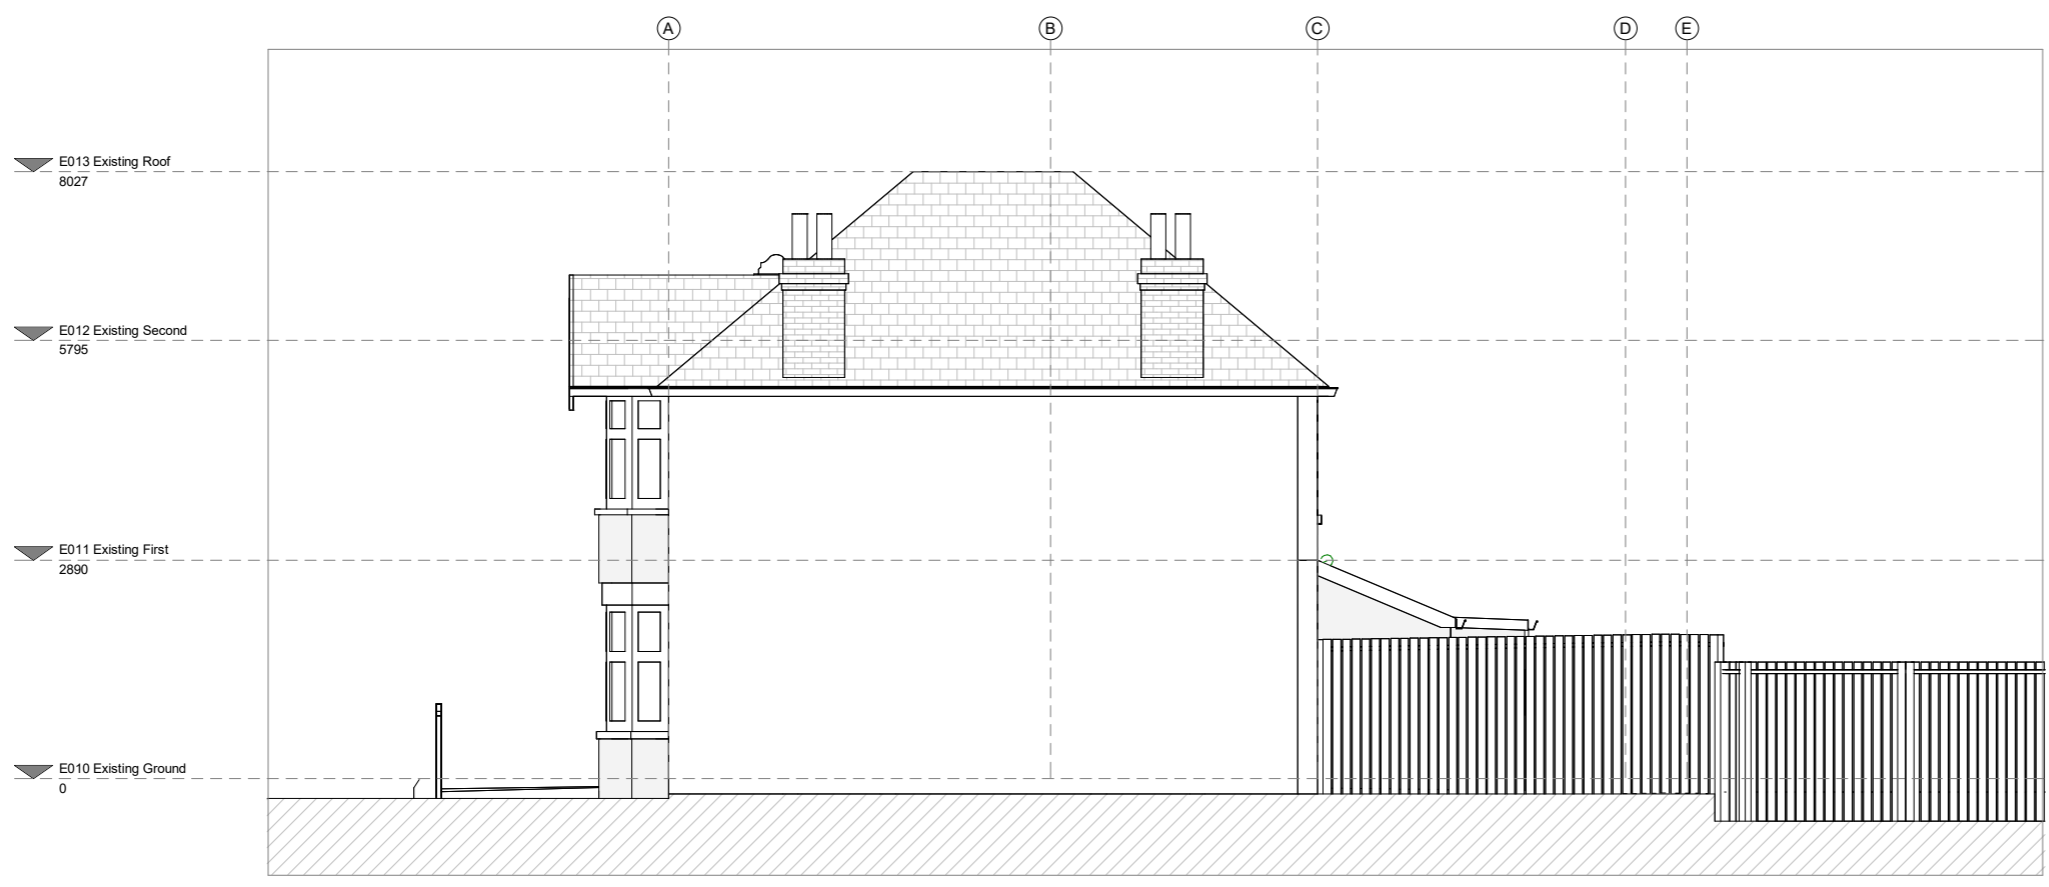 A B C D E
E013 Existing Roof
8027
E012 Existing Second
5795
E011 Existing First
2890
E010 Existing Ground
0